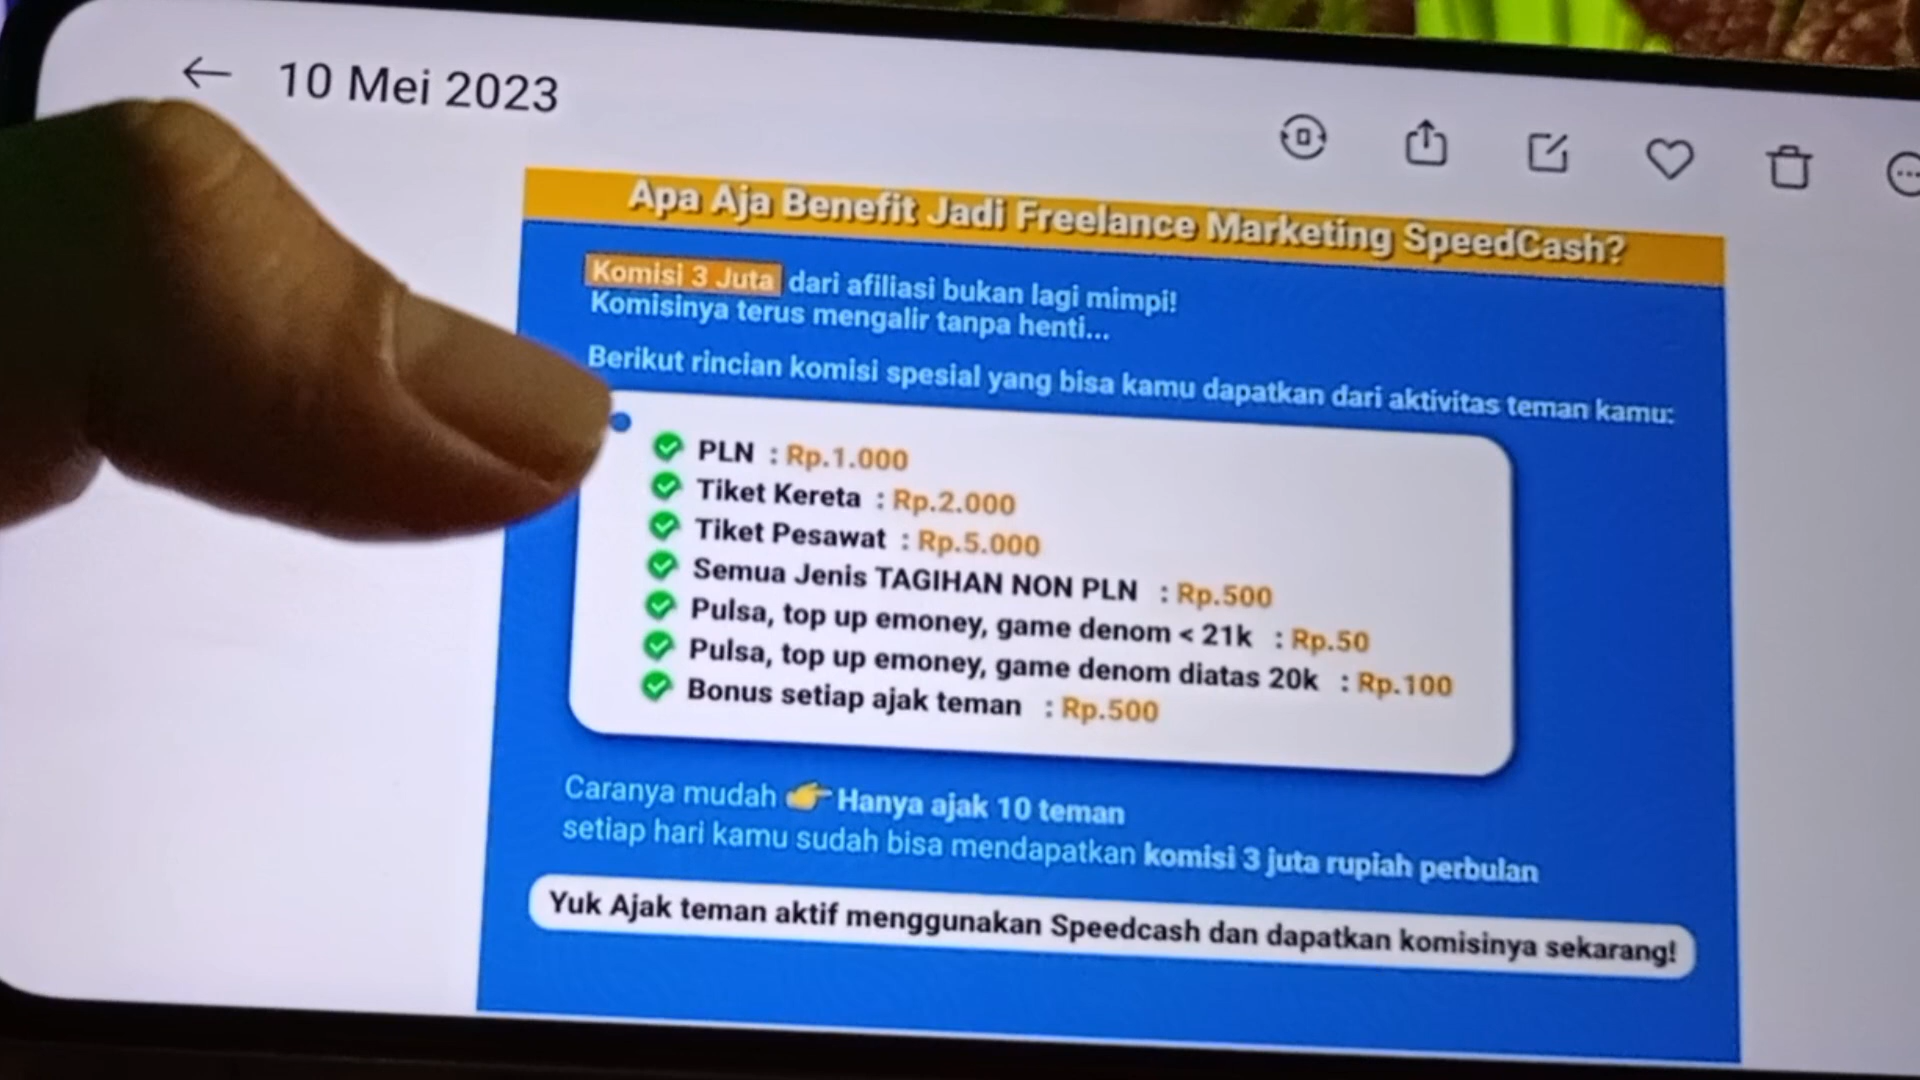 10 Mei 2023
Apa Aja Benefit Jadi Freelance Marketing SpeedCash?
Komisi 3 Juta dari afiliasi bukan lagi mimpi!
Komisinya terus mengalir tanpa henti...
Berikut rincian komisi spesial yang bisa kamu dapatkan dari aktivitas teman kamu:
PLN : Rp.1.000
Tiket Kereta : Rp.2.000
Tiket Pesawat : Rp.5.000
Semua Jenis TAGIHAN NON PLN : Rp.500
Pulsa, top up emoney, game denom < 21k : Rp.50
Pulsa, top up emoney, game denom diatas 20k : Rp.100
Bonus setiap ajak teman : Rp.500
Caranya mudah 👉 Hanya ajak 10 teman
setiap hari kamu sudah bisa mendapatkan komisi 3 juta rupiah perbulan
Yuk Ajak teman aktif menggunakan Speedcash dan dapatkan komisinya sekarang!